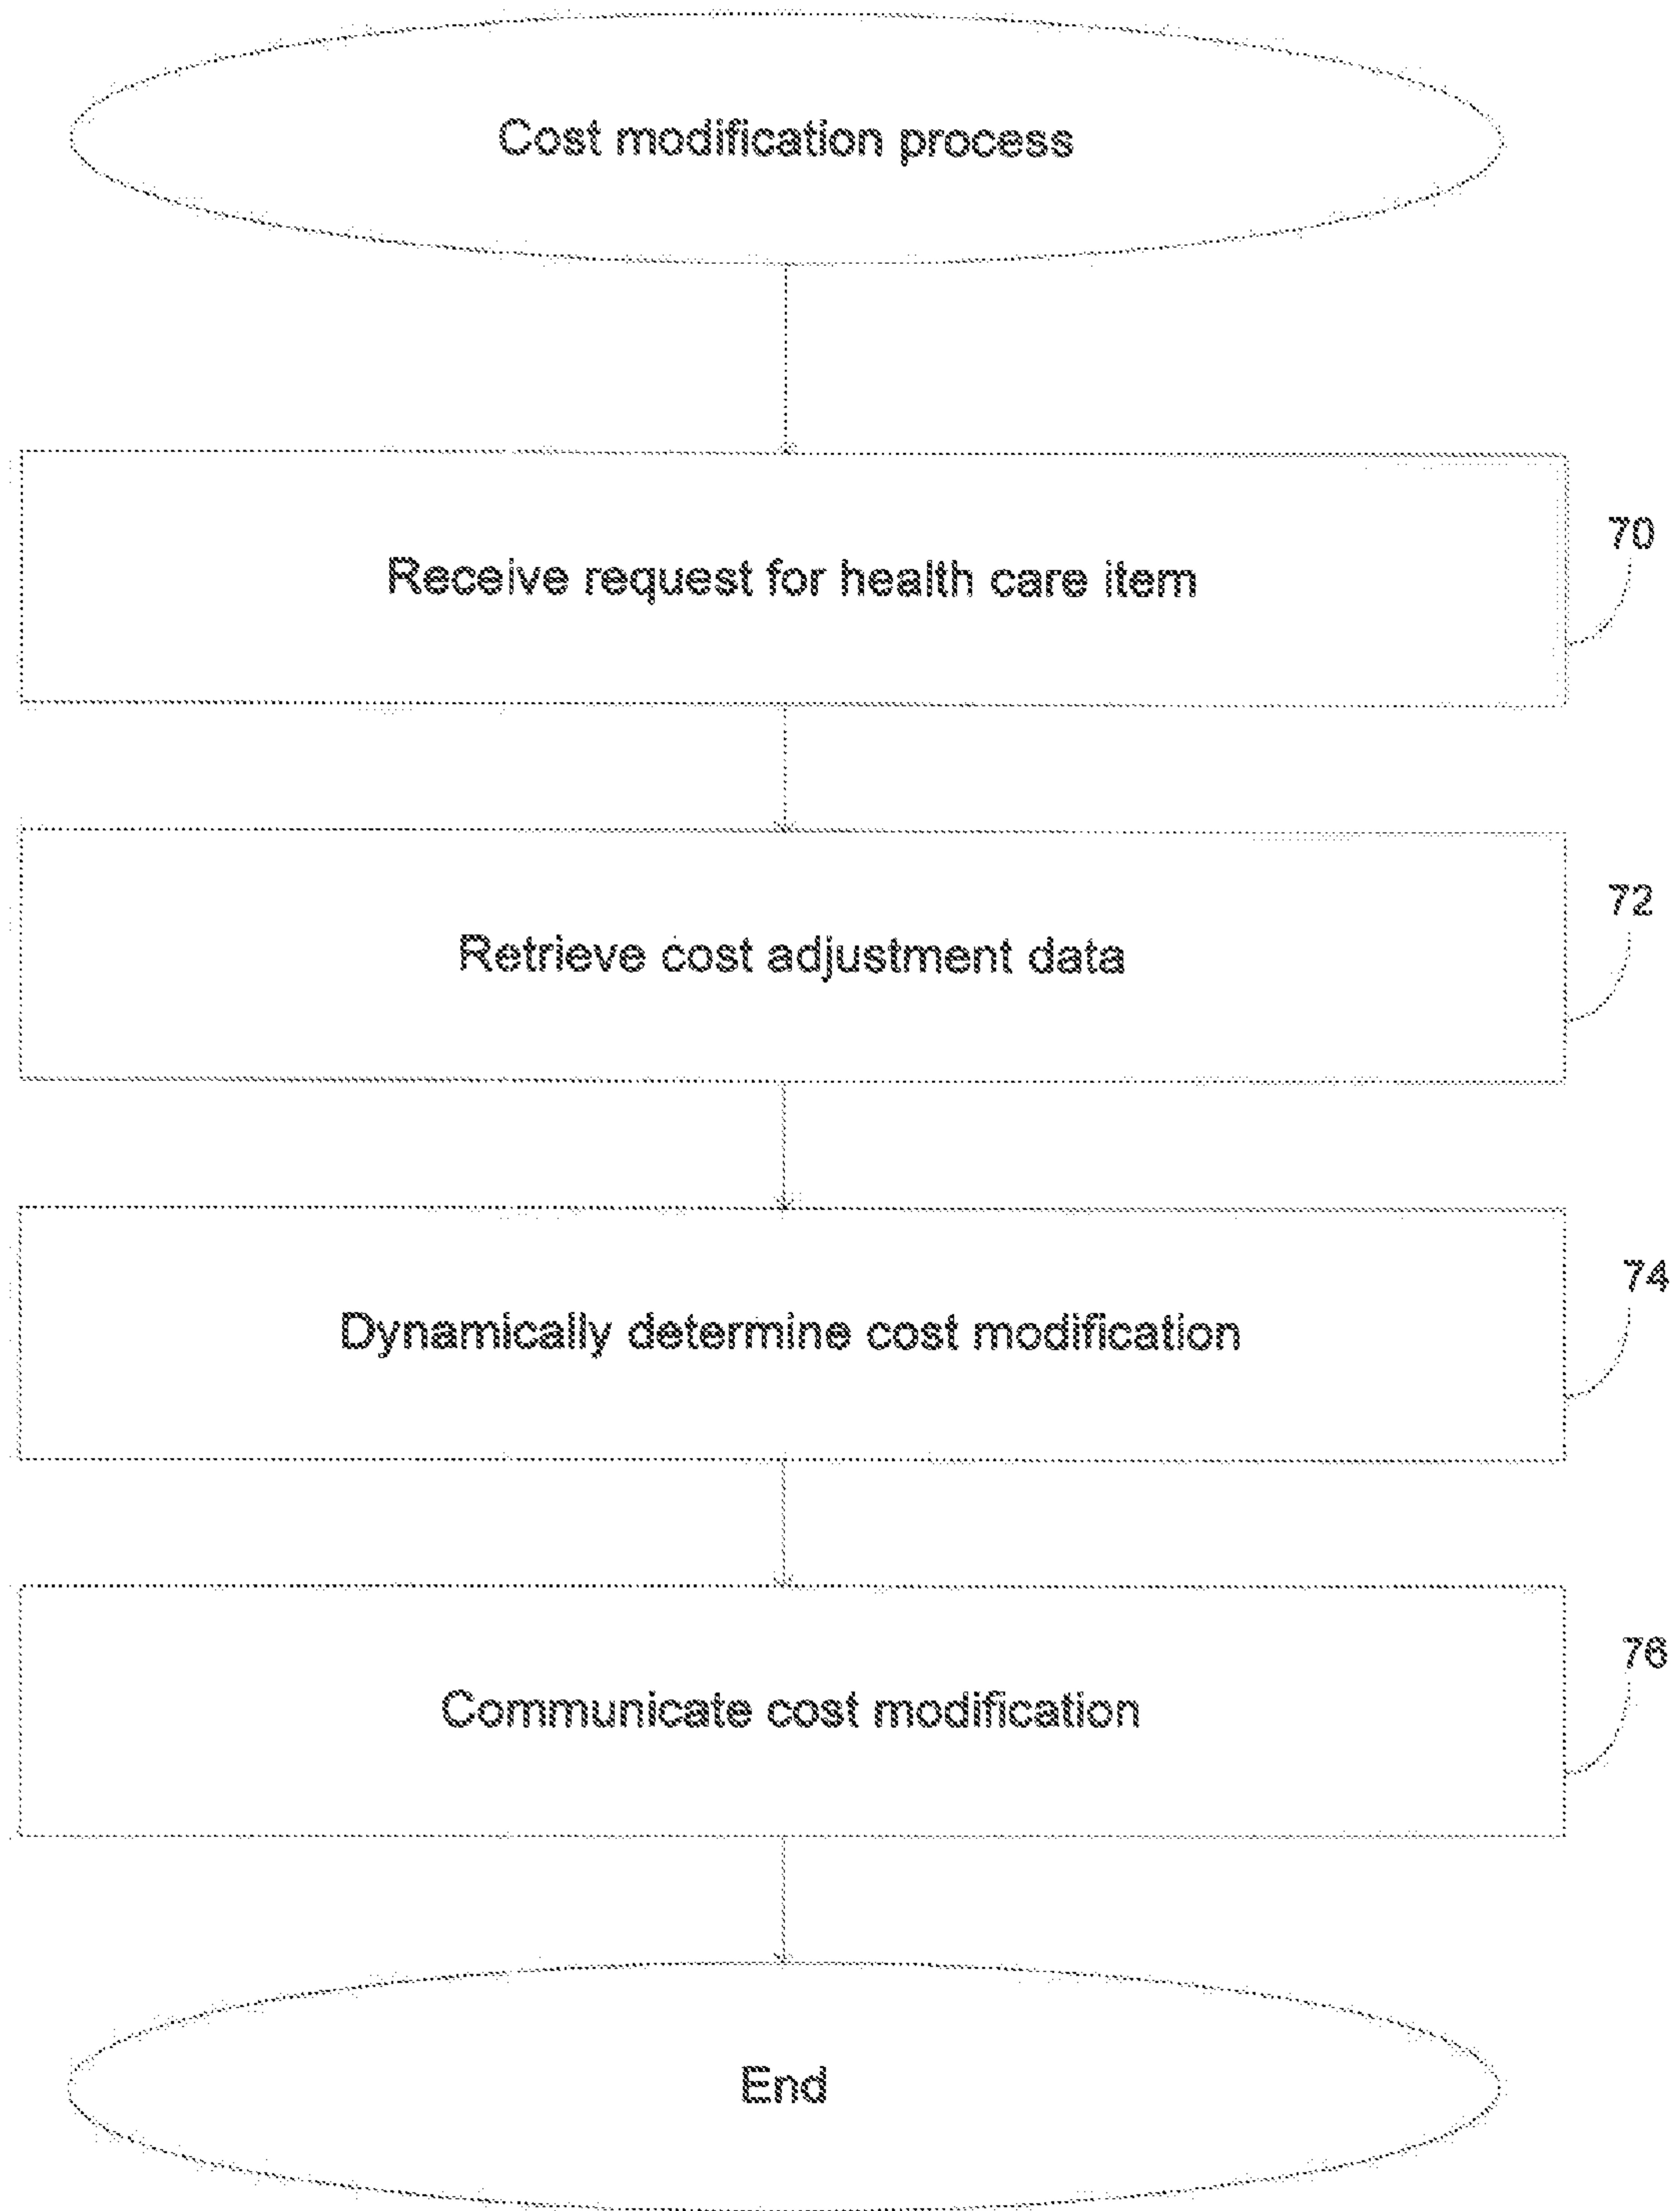 Cost modification process
Receive request for health care item
70
Retrieve cost adjustment data
72
Dynamically determine cost modification
74
Communicate cost modification
76
End